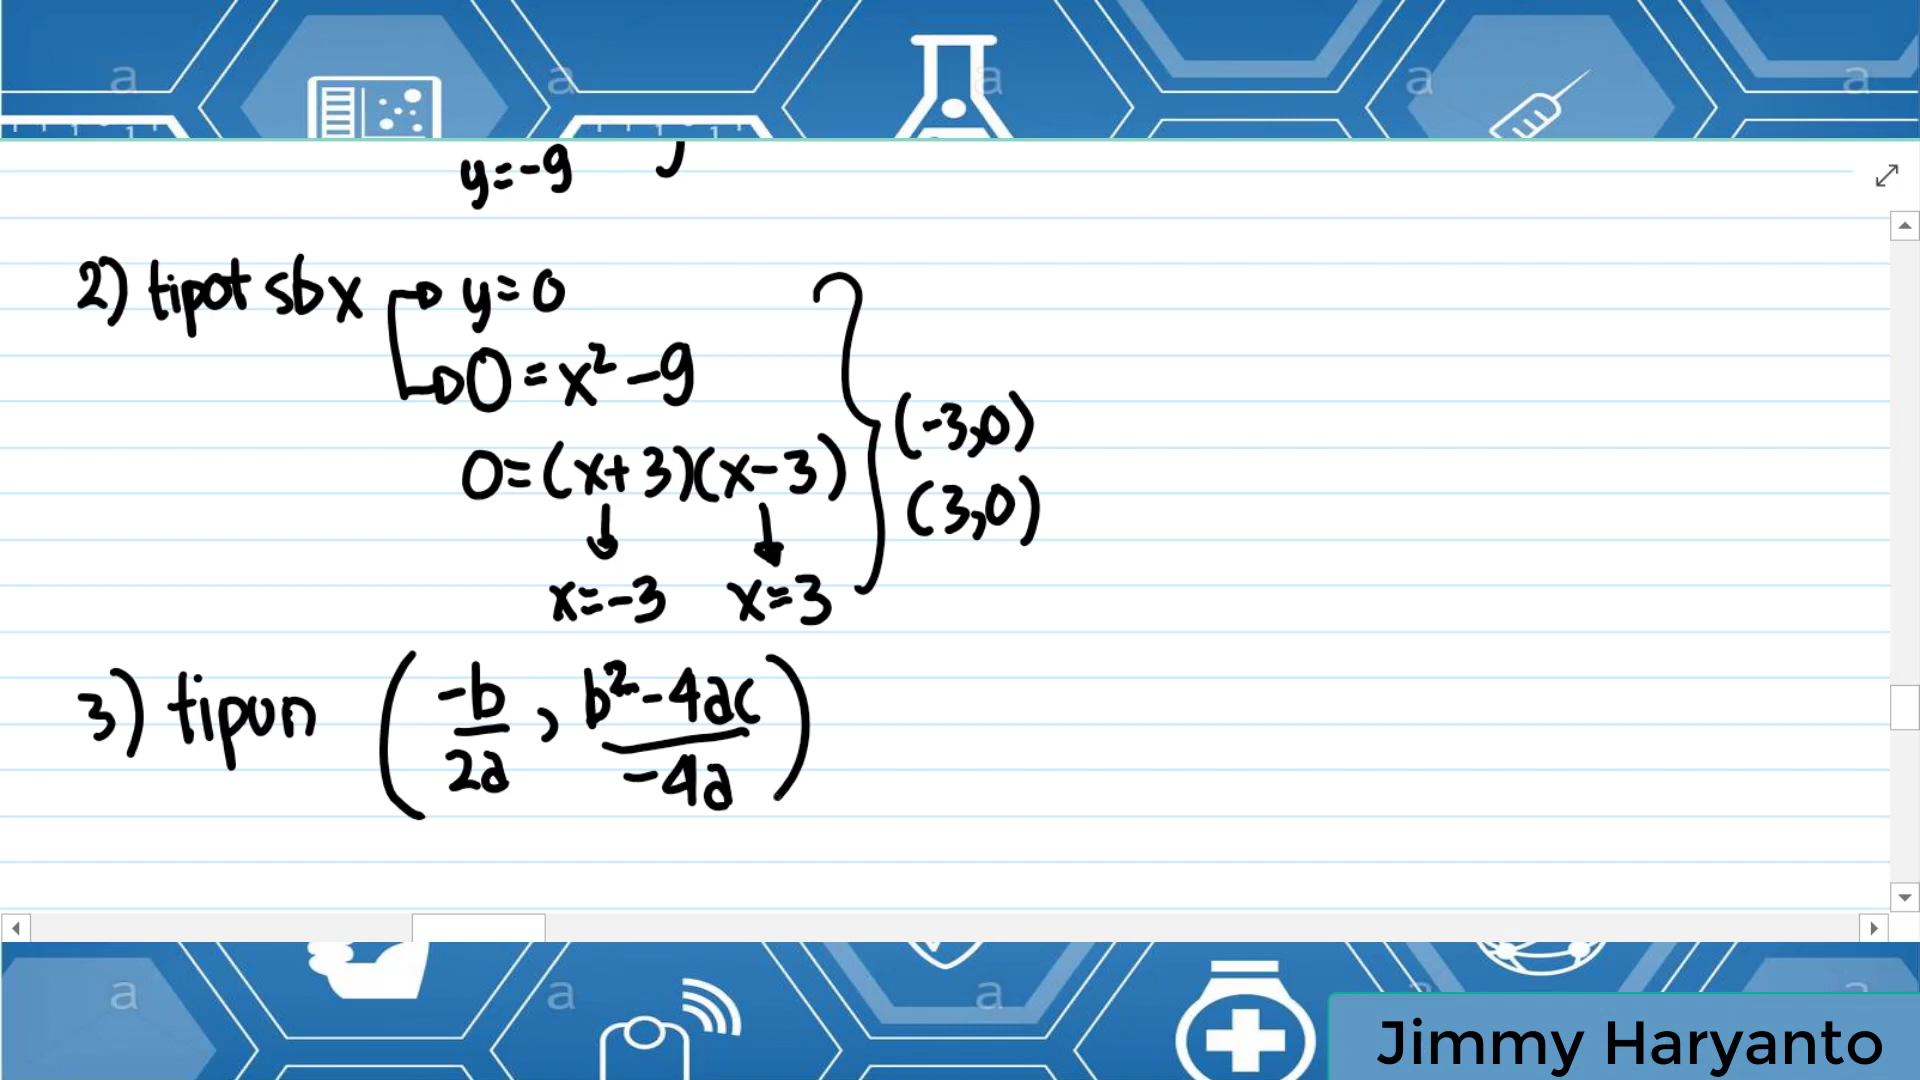 y=-9
2) tipot sb x → y=0
→ 0=x²-9
0=(x+3)(x-3)
(-3,0)
(3,0)
x=-3 x=3
3) tipun (-b/2a, b²-4ac/-4a)
Jimmy Haryanto